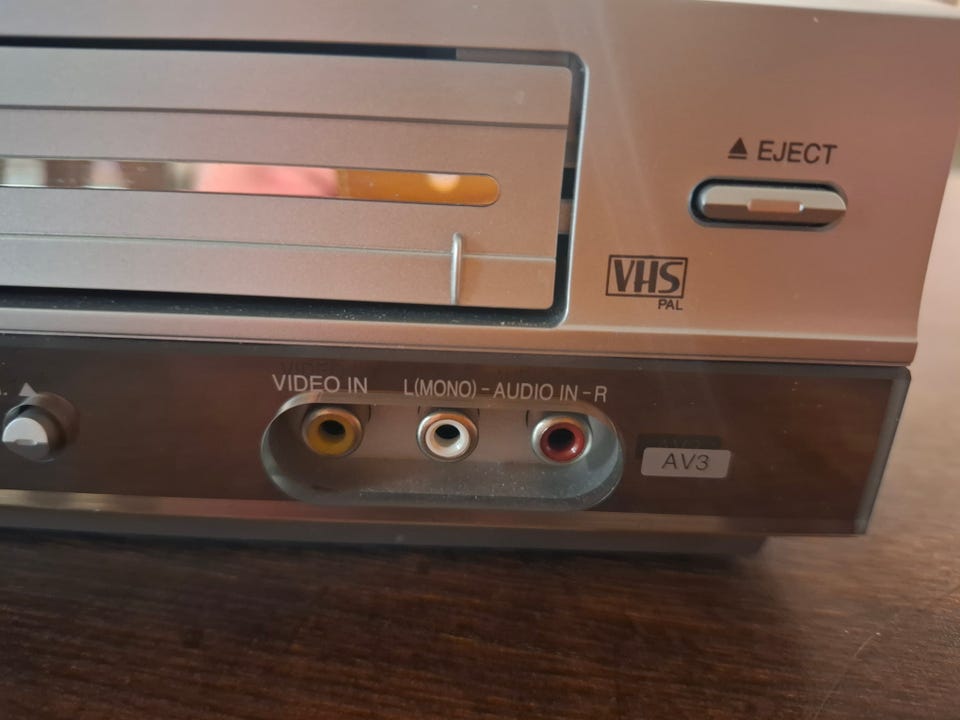 ▲ EJECT
VHS
PAL
VIDEO IN L(MONO) - AUDIO IN - R
AV3